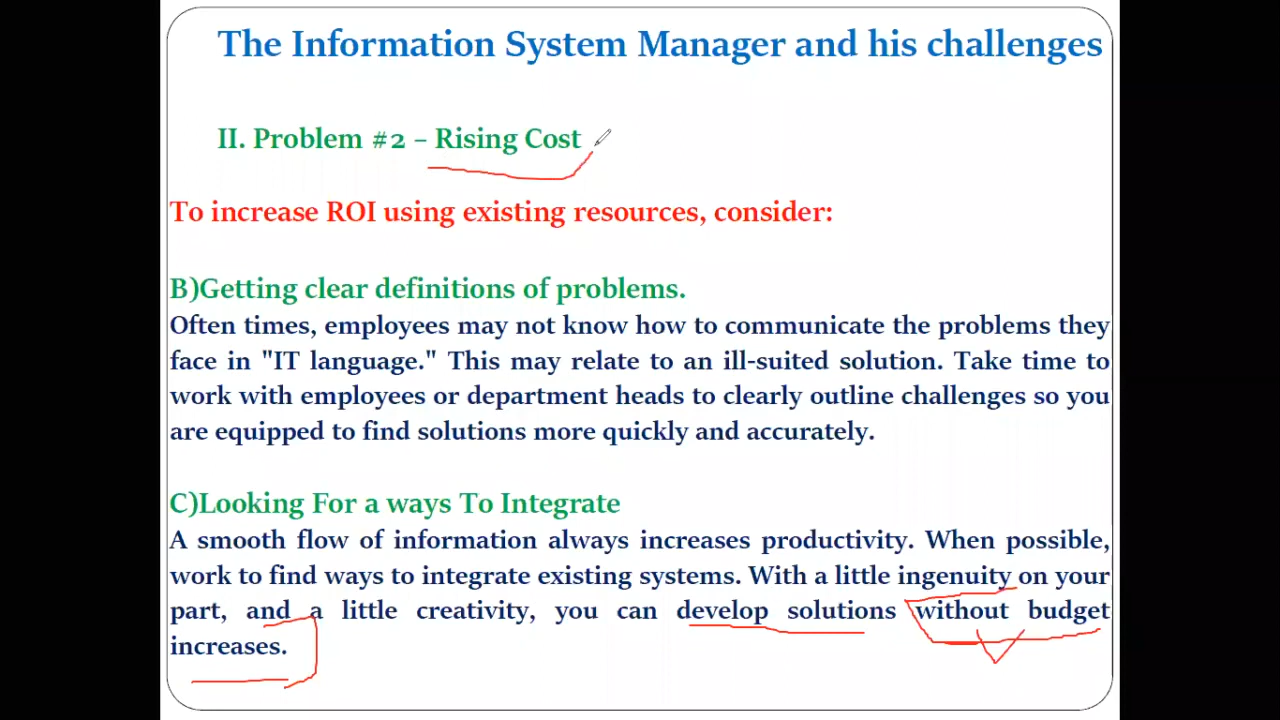 The Information System Manager and his challenges
II. Problem #2 – Rising Cost
To increase ROI using existing resources, consider:
B)Getting clear definitions of problems.
Often times, employees may not know how to communicate the problems they
face in "IT language." This may relate to an ill-suited solution. Take time to
work with employees or department heads to clearly outline challenges so you
are equipped to find solutions more quickly and accurately.
C)Looking For a ways To Integrate
A smooth flow of information always increases productivity. When possible,
work to find ways to integrate existing systems. With a little ingenuity on your
part, and a little creativity, you can develop solutions without budget
increases.